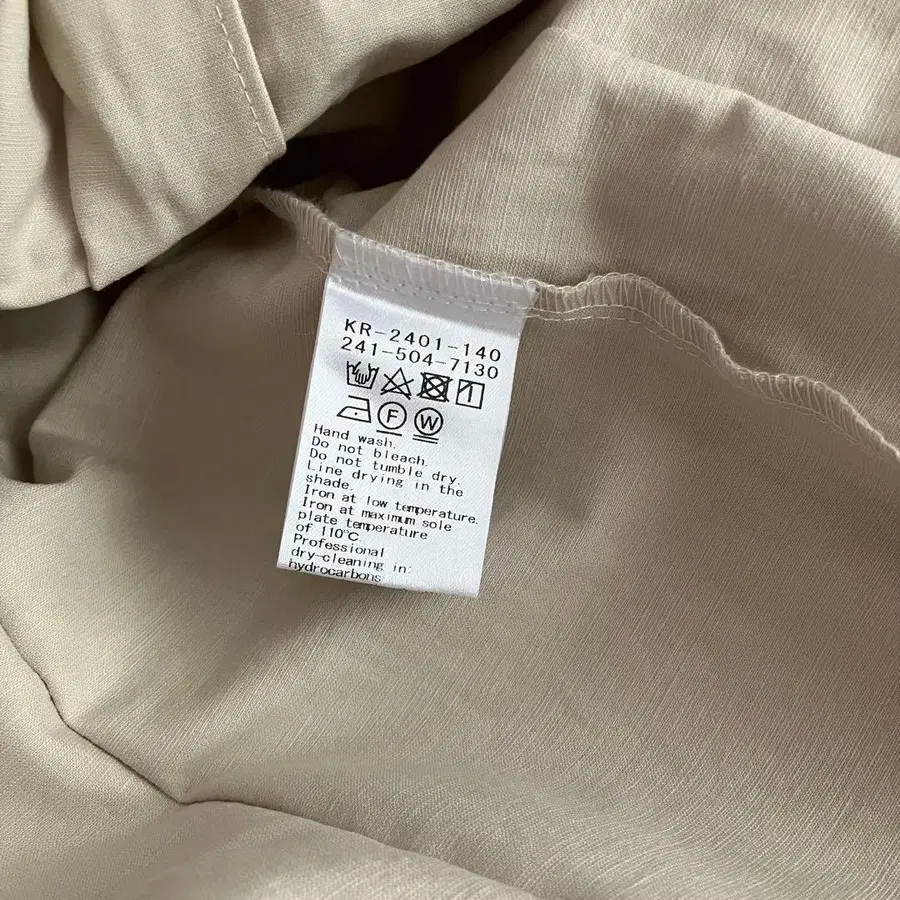 KR-2401-140
241-504-7130
F W
Hand wash.
Do not bleach.
Do not tumble dry.
Line drying in the
shade.
Iron at low temperature.
Iron at maximum sole
plate temperature
of 110℃.
Professional
dry-cleaning in:
hydrocarbons